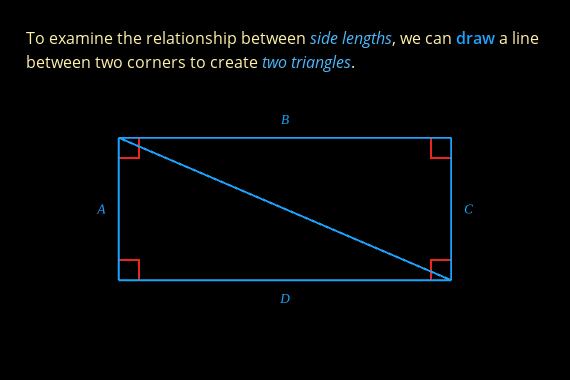 To examine the relationship between side lengths, we can draw a line
between two corners to create two triangles.
B
A
C
D